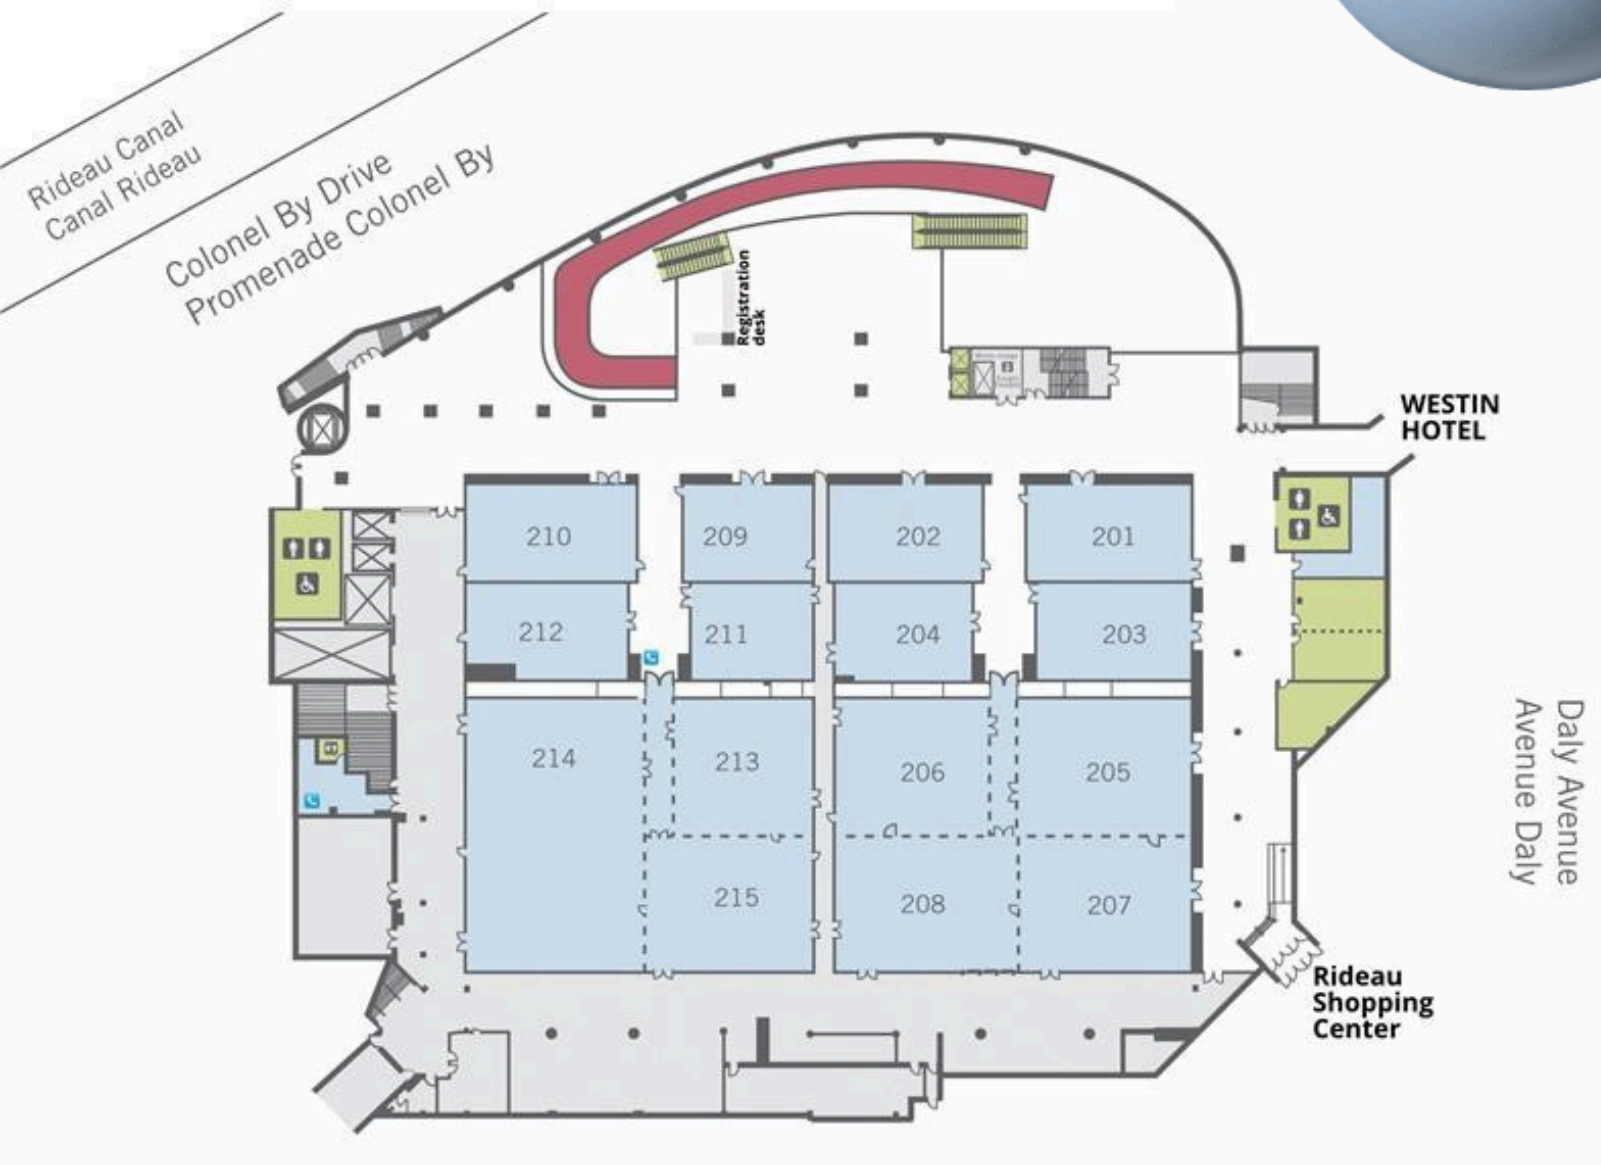 Rideau Canal
Canal Rideau
Colonel By Drive
Promenade Colonel By
Registration
desk
WESTIN
HOTEL
210
209
202
201
212
211
204
203
214
213
206
205
215
208
207
Daly Avenue
Avenue Daly
Rideau
Shopping
Center